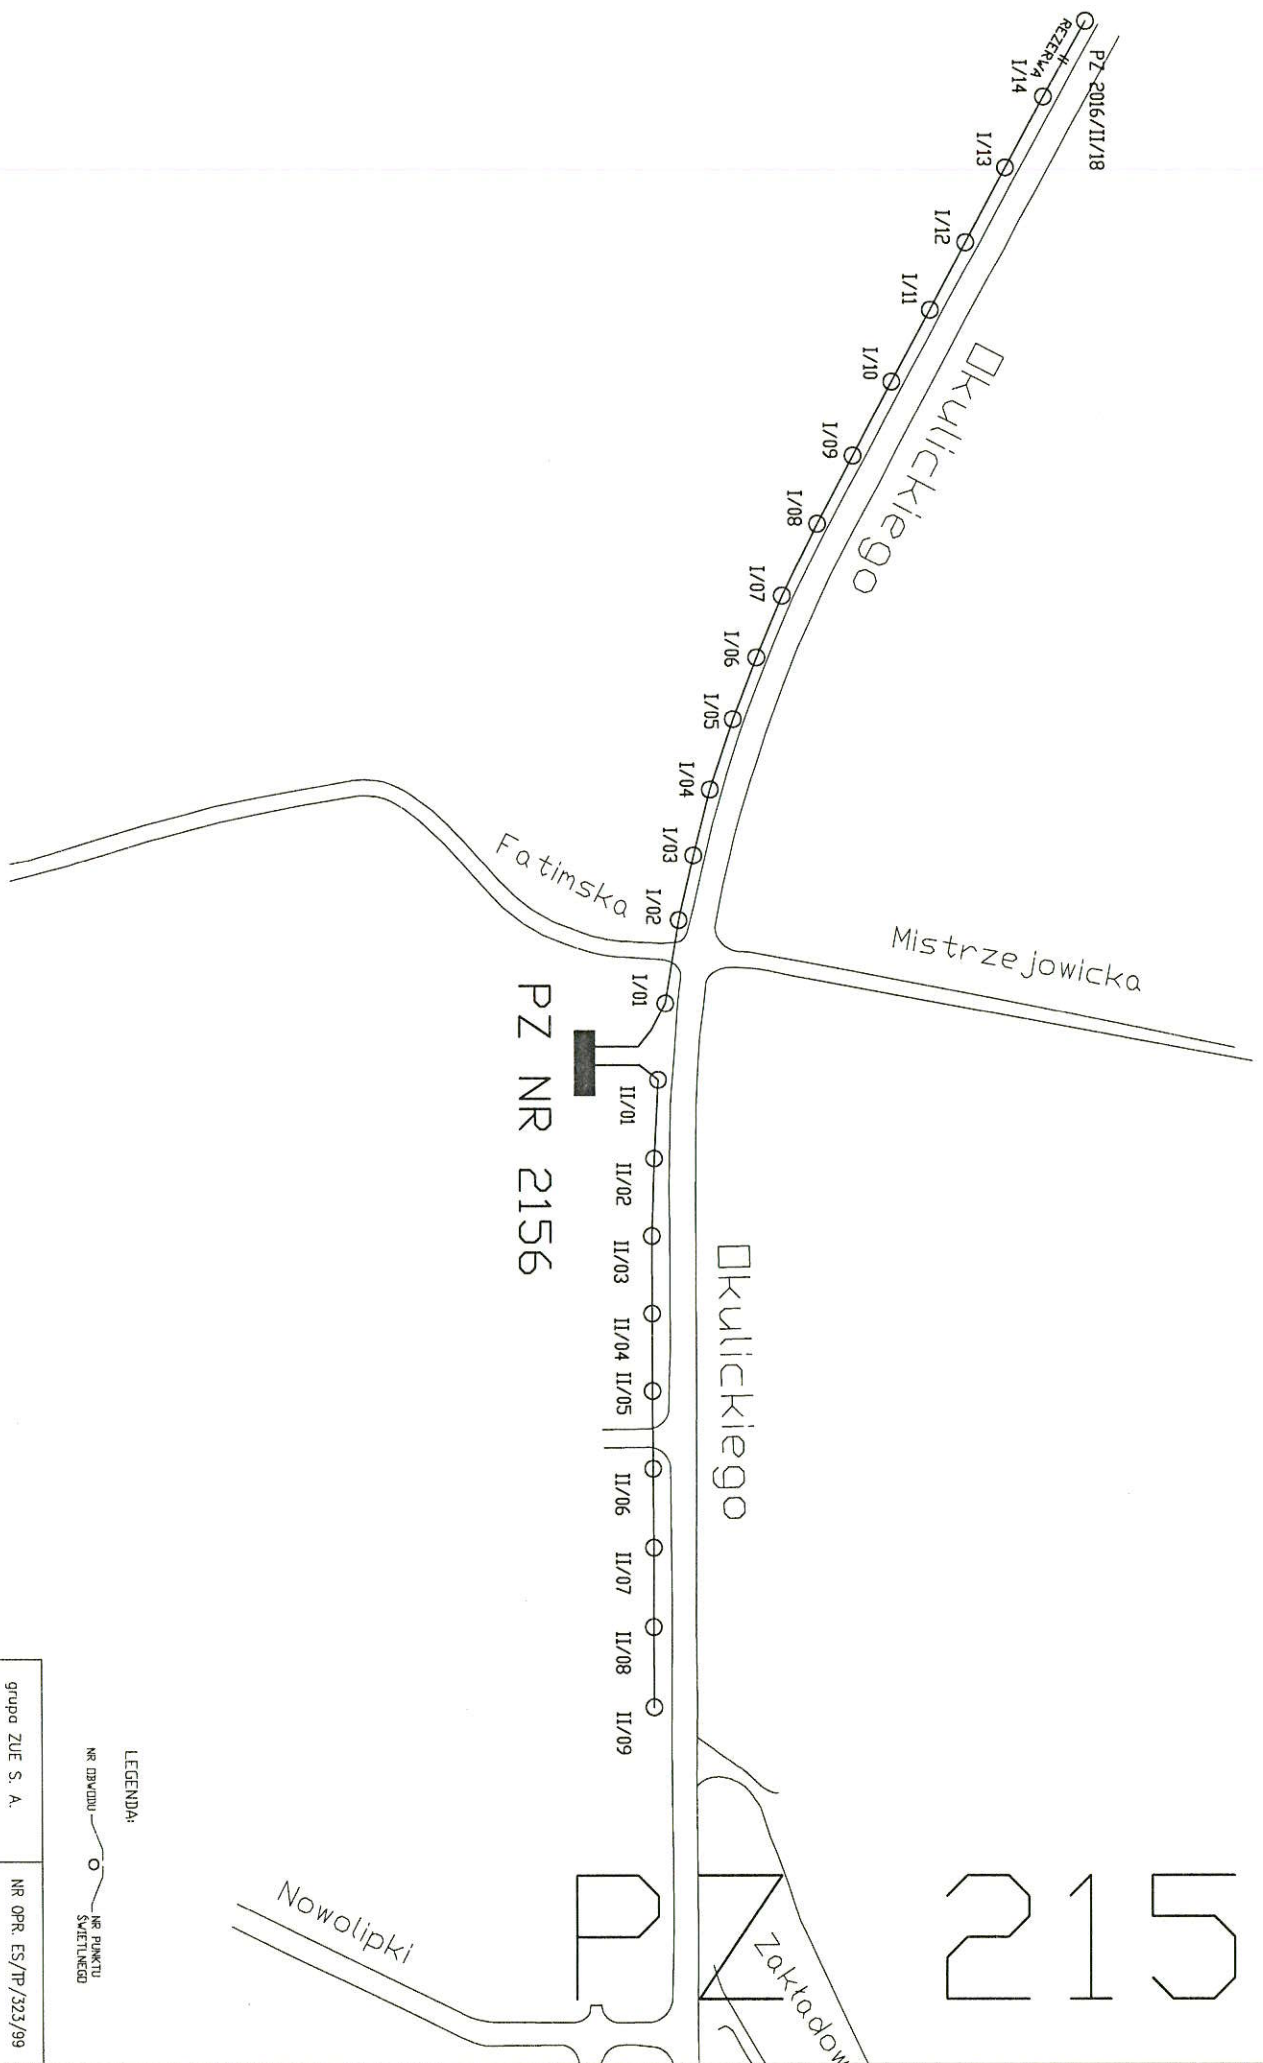 PZ 2016/II/18
REZERWA
II
I/14
I/13
I/12
I/11
I/10
I/09
I/08
I/07
I/06
I/05
I/04
I/03
I/02
I/01
Okulickiego
Fatimska
Mistrzejowicka
PZ NR 2156
II/01
II/02
II/03
II/04
II/05
II/06
II/07
II/08
II/09
Okulickiego
PZ 215
Zakładow
Nowolipki
LEGENDA:
NR OBWODU
NR PUNKTU
ŚWIETLNEGO
grupa ZUE S. A.
NR OPR. ES/TP/323/99